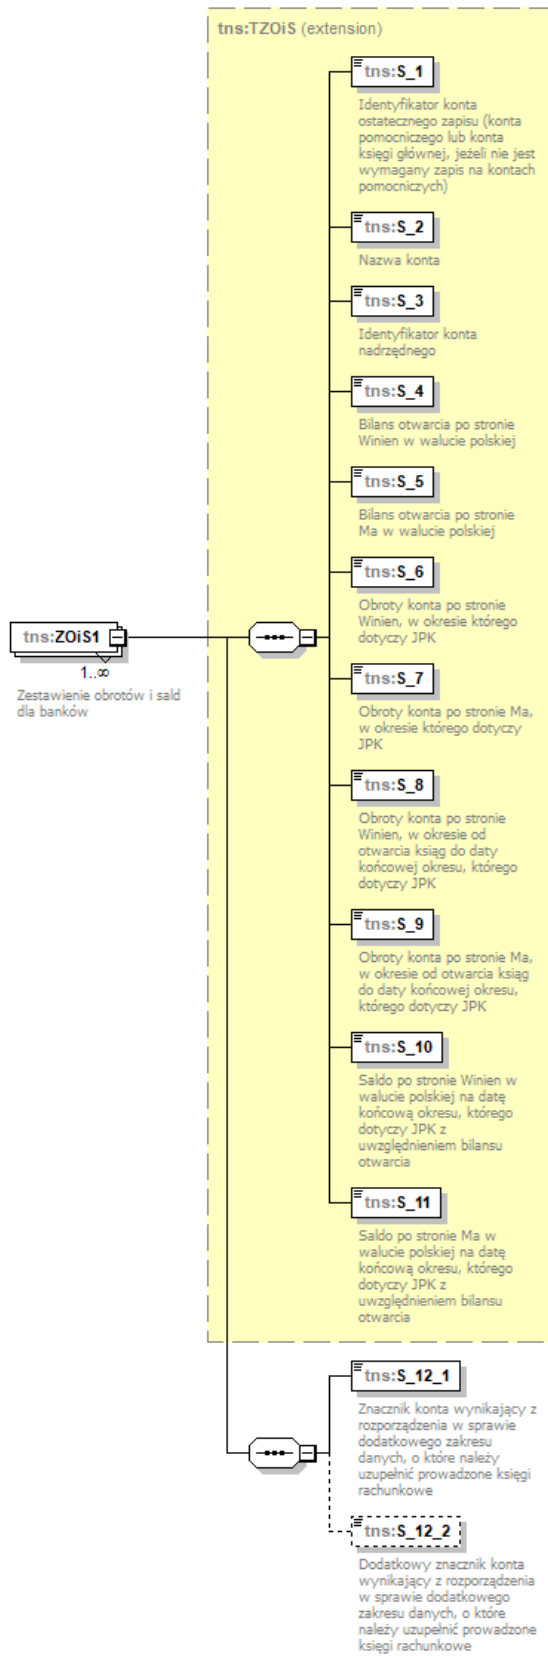 tns:TZOiS (extension)
tns:S_1
Identyfikator konta
ostatecznego zapisu (konta
pomocniczego lub konta
księgi głównej, jeżeli nie jest
wymagany zapis na kontach
pomocniczych)
tns:S_2
Nazwa konta
tns:S_3
Identyfikator konta
nadrzędnego
tns:S_4
Bilans otwarcia po stronie
Winien w walucie polskiej
tns:S_5
Bilans otwarcia po stronie
Ma w walucie polskiej
tns:S_6
Obroty konta po stronie
Winien, w okresie którego
dotyczy JPK
tns:ZOiS1
1..∞
Zestawienie obrotów i sald
dla banków
tns:S_7
Obroty konta po stronie Ma,
w okresie którego dotyczy
JPK
tns:S_8
Obroty konta po stronie
Winien, w okresie od
otwarcia ksiąg do daty
końcowej okresu, którego
dotyczy JPK
tns:S_9
Obroty konta po stronie Ma,
w okresie od otwarcia ksiąg
do daty końcowej okresu,
którego dotyczy JPK
tns:S_10
Saldo po stronie Winien w
walucie polskiej na datę
końcową okresu, którego
dotyczy JPK z
uwzględnieniem bilansu
otwarcia
tns:S_11
Saldo po stronie Ma w
walucie polskiej na datę
końcową okresu, którego
dotyczy JPK z
uwzględnieniem bilansu
otwarcia
tns:S_12_1
Znacznik konta wynikający z
rozporządzenia w sprawie
dodatkowego zakresu
danych, o które należy
uzupełnić prowadzone księgi
rachunkowe
tns:S_12_2
Dodatkowy znacznik konta
wynikający z rozporządzenia
w sprawie dodatkowego
zakresu danych, o które
należy uzupełnić prowadzone
księgi rachunkowe